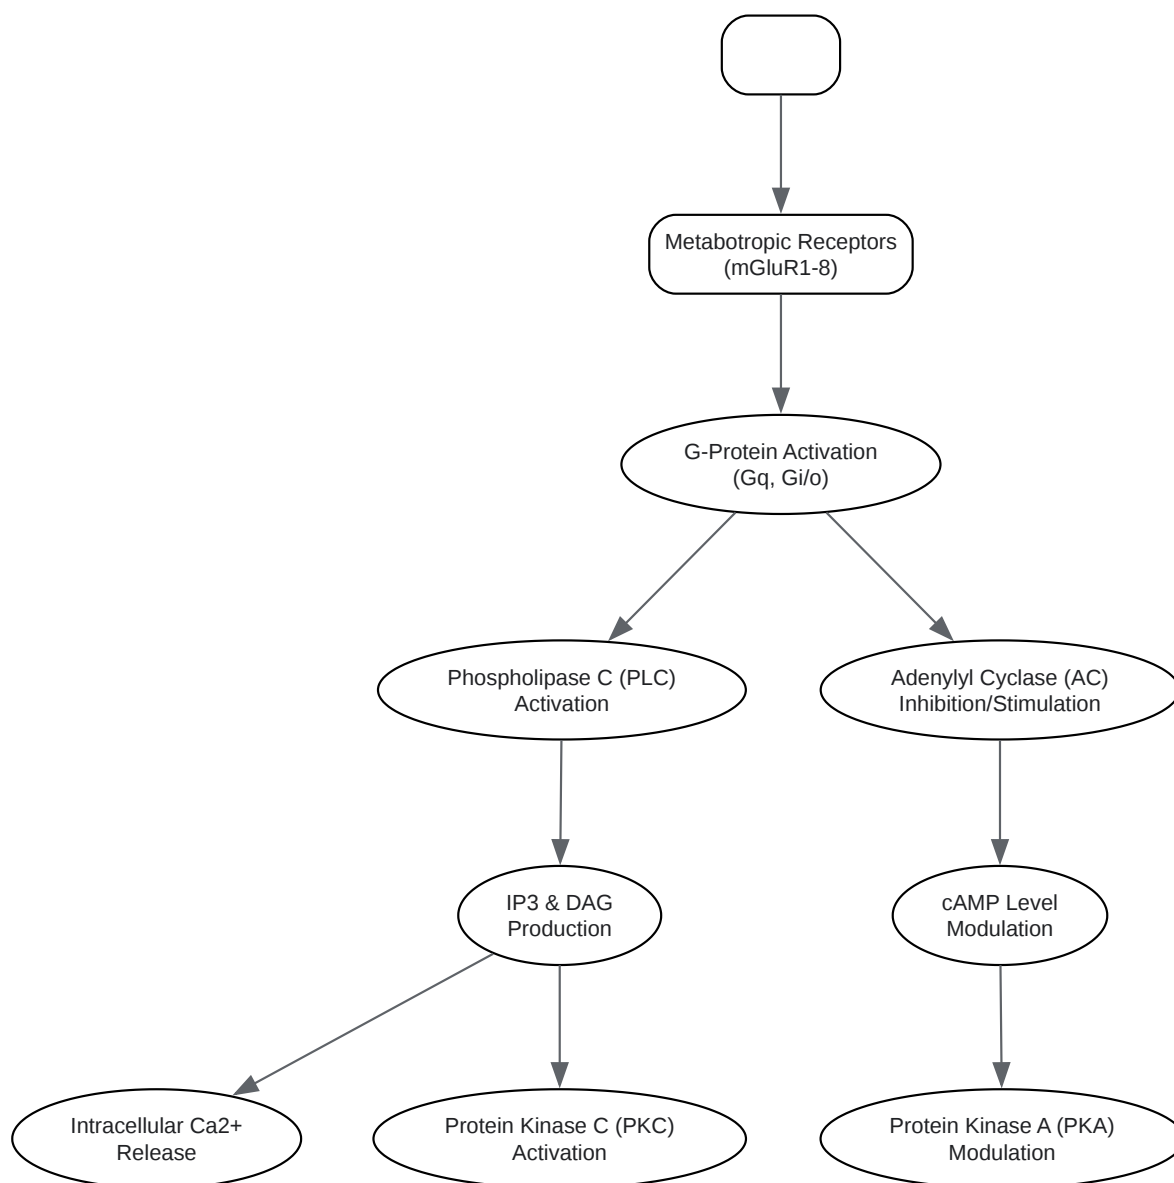 Metabotropic Receptors
(mGluR1-8)
G-Protein Activation
(Gq, Gi/o)
Phospholipase C (PLC)
Activation
Adenylyl Cyclase (AC)
Inhibition/Stimulation
IP3 & DAG
Production
cAMP Level
Modulation
Intracellular Ca2+
Release
Protein Kinase C (PKC)
Activation
Protein Kinase A (PKA)
Modulation